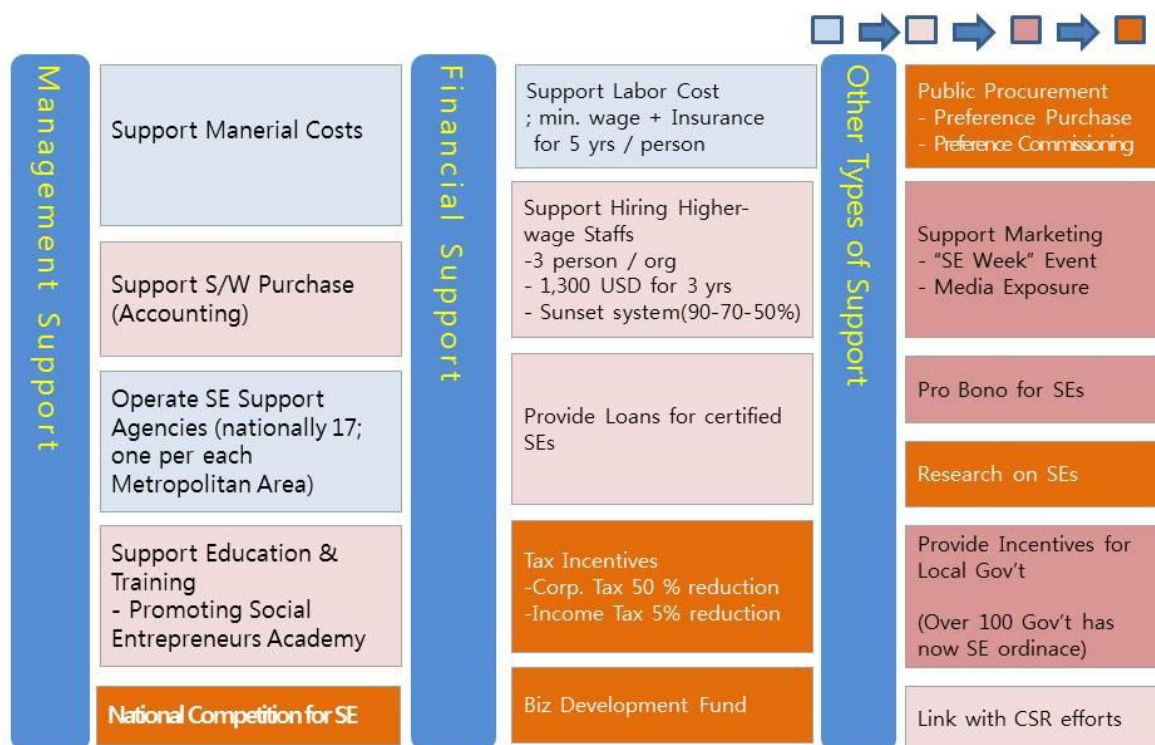 Management Support
Support Manerial Costs
Support S/W Purchase
(Accounting)
Operate SE Support
Agencies (nationally 17;
one per each
Metropolitan Area)
Support Education &
Training
- Promoting Social
Entrepreneurs Academy
National Competition for SE
Financial Support
Support Labor Cost
; min. wage + Insurance
for 5 yrs / person
Support Hiring Higher-
wage Staffs
-3 person / org
- 1,300 USD for 3 yrs
- Sunset system(90-70-50%)
Provide Loans for certified
SEs
Tax Incentives
-Corp. Tax 50 % reduction
-Income Tax 5% reduction
Biz Development Fund
Other Types of Support
Public Procurement
- Preference Purchase
- Preference Commissioning
Support Marketing
- "SE Week" Event
- Media Exposure
Pro Bono for SEs
Research on SEs
Provide Incentives for
Local Gov't
(Over 100 Gov't has
now SE ordinace)
Link with CSR efforts